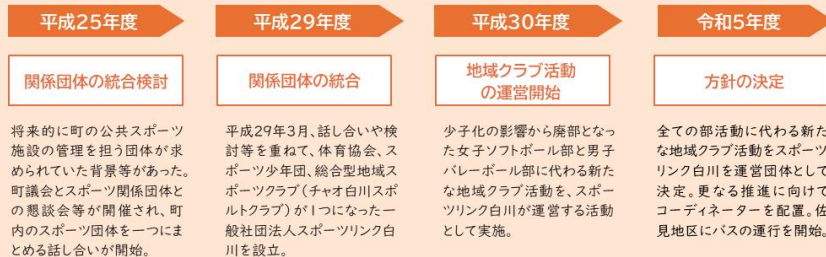 平成25年度
関係団体の統合検討
将来的に町の公共スポーツ
施設の管理を担う団体が求
められていた背景等があった。
町議会とスポーツ関係団体と
の懇談会等が開催され、町
内のスポーツ団体を一つにま
とめる話し合いが開始。
平成29年度
関係団体の統合
平成29年3月、話し合いや検
討等を重ねて、体育協会、ス
ポーツ少年団、総合型地域ス
ポーツクラブ(チャオ白川スポ
ルトクラブ)が1つになった一
般社団法人スポーツリンク白
川を設立。
平成30年度
地域クラブ活動
の運営開始
少子化の影響から廃部となっ
た女子ソフトボール部と男子
バレーボール部に代わる新た
な地域クラブ活動を、スポー
ツリンク白川が運営する活動
として実施。
令和5年度
方針の決定
全ての部活動に代わる新た
な地域クラブ活動をスポーツ
リンク白川を運営団体として
決定。更なる推進に向けて
コーディネーターを配置。佐
見地区にバスの運行を開始。